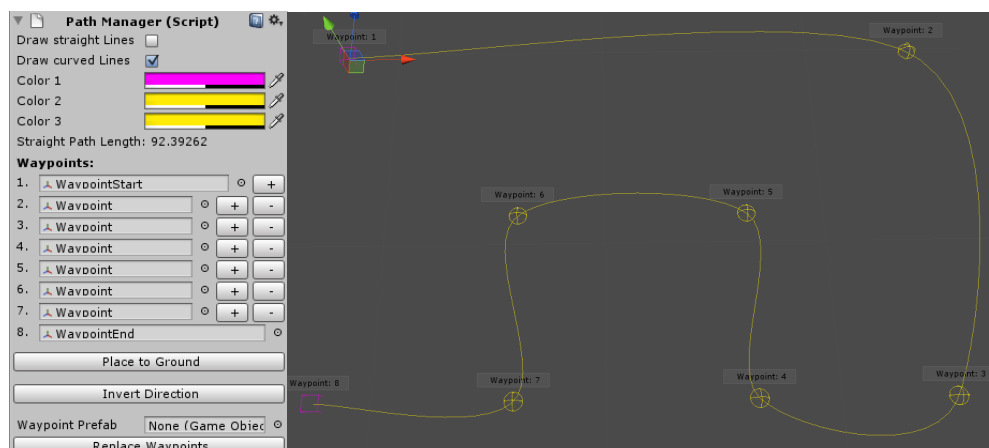 Path Manager (Script)
Draw straight Lines
Draw curved Lines
Color 1
Color 2
Color 3
Straight Path Length: 92.39262
Waypoints:
1. WaypointStart +
2. Waypoint + -
3. Waypoint + -
4. Waypoint + -
5. Waypoint + -
6. Waypoint + -
7. Waypoint + -
8. WaypointEnd
Place to Ground
Invert Direction
Waypoint Prefab None (Game Objec
Replace Waypoints
Waypoint: 1
Waypoint: 2
Waypoint: 6
Waypoint: 5
Waypoint: 8
Waypoint: 7
Waypoint: 4
Waypoint: 3